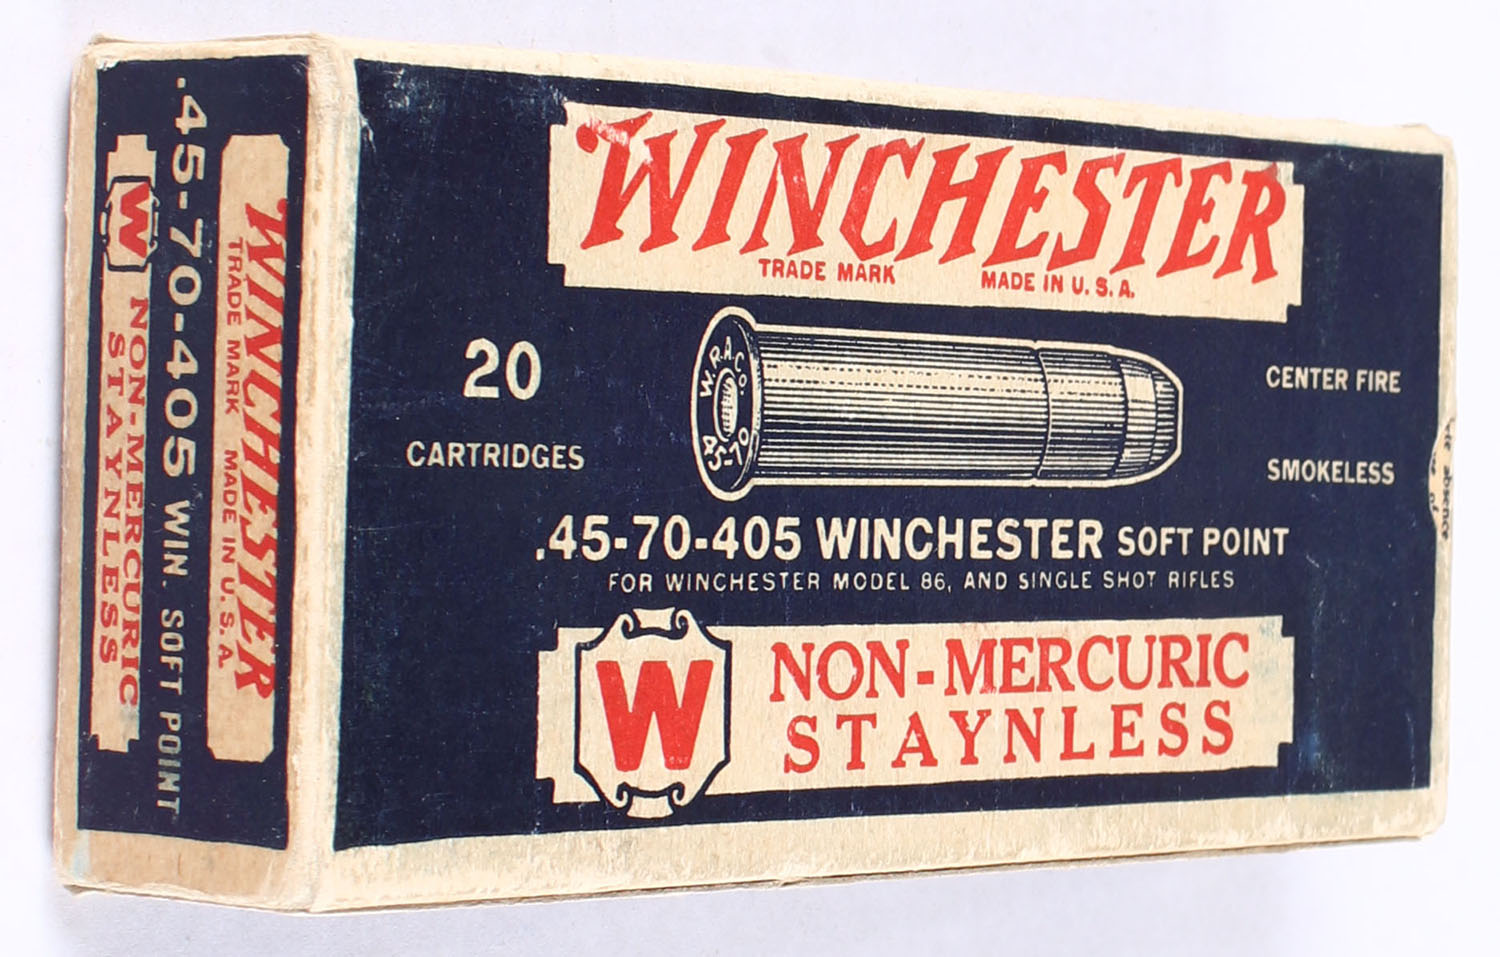 WINCHESTER
TRADE MARK MADE IN U. S. A.
20
CARTRIDGES
W.R.A.Co.
45-70
CENTER FIRE
SMOKELESS
.45-70-405 WINCHESTER SOFT POINT
FOR WINCHESTER MODEL 86, AND SINGLE SHOT RIFLES
W
NON-MERCURIC
STAYNLESS
WINCHESTER
TRADE MARK MADE IN U. S. A.
.45-70-405 WIN. SOFT POINT
W
NON-MERCURIC
STAYNLESS